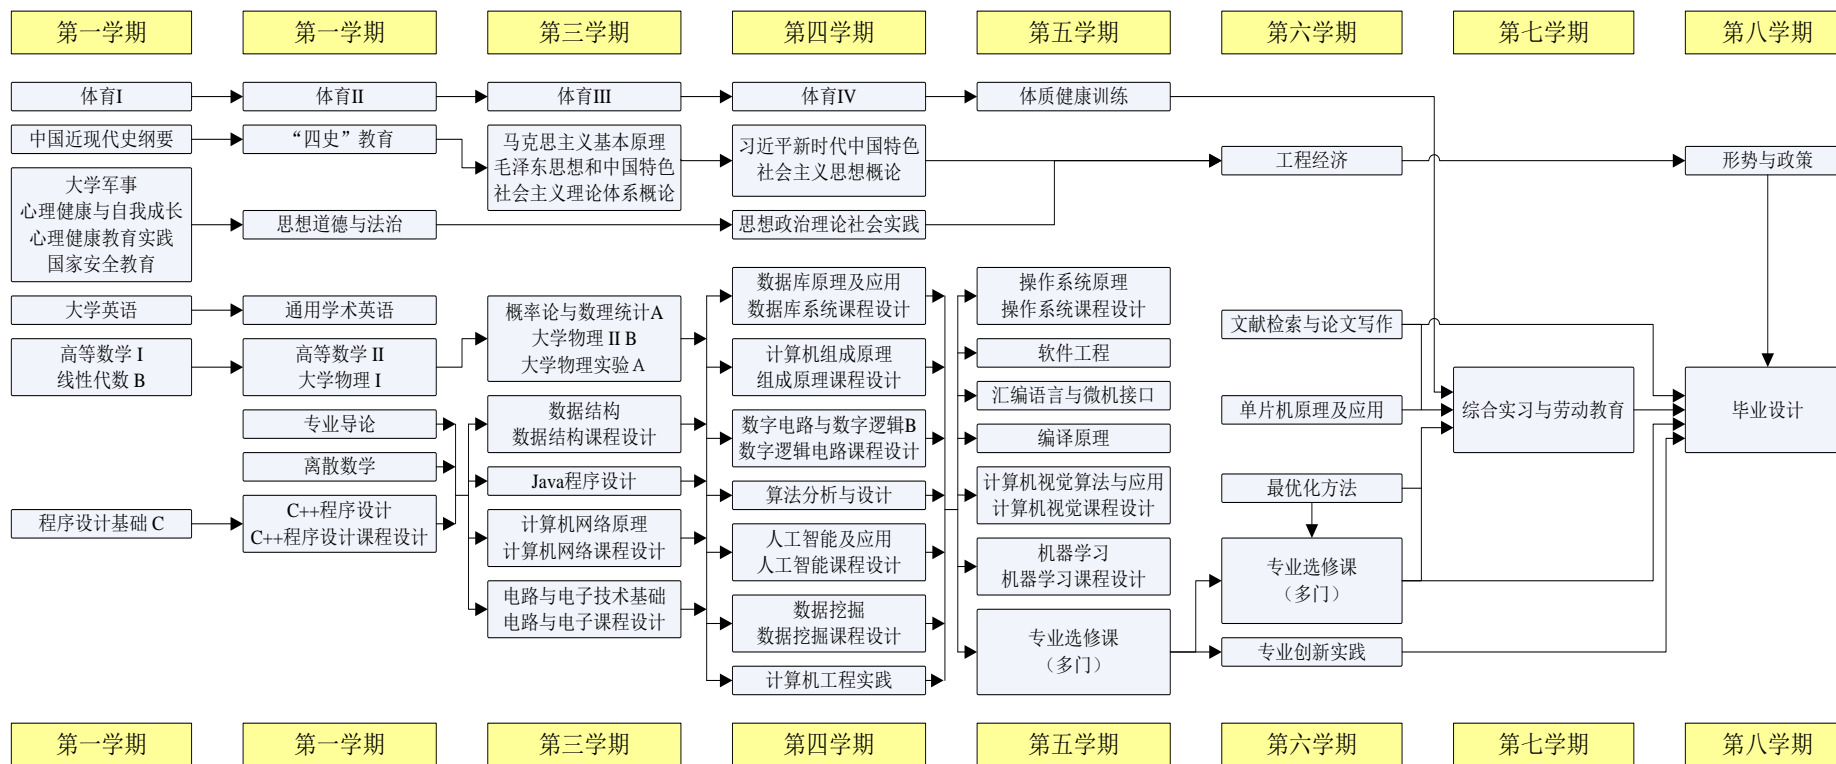 第一学期
第一学期
第三学期
第四学期
第五学期
第六学期
第七学期
第八学期
体育I
体育II
体育III
体育IV
体质健康训练
中国近现代史纲要
“四史”教育
马克思主义基本原理
毛泽东思想和中国特色
社会主义理论体系概论
习近平新时代中国特色
社会主义思想概论
工程经济
形势与政策
大学军事
心理健康与自我成长
心理健康教育实践
国家安全教育
思想道德与法治
思想政治理论社会实践
大学英语
通用学术英语
高等数学 I
线性代数 B
高等数学 II
大学物理 I
概率论与数理统计A
大学物理 II B
大学物理实验 A
专业导论
离散数学
程序设计基础 C
C++程序设计
C++程序设计课程设计
数据结构
数据结构课程设计
Java程序设计
计算机网络原理
计算机网络课程设计
电路与电子技术基础
电路与电子课程设计
数据库原理及应用
数据库系统课程设计
计算机组成原理
组成原理课程设计
数字电路与数字逻辑B
数字逻辑电路课程设计
算法分析与设计
人工智能及应用
人工智能课程设计
数据挖掘
数据挖掘课程设计
计算机工程实践
操作系统原理
操作系统课程设计
软件工程
汇编语言与微机接口
编译原理
计算机视觉算法与应用
计算机视觉课程设计
机器学习
机器学习课程设计
专业选修课
（多门）
文献检索与论文写作
单片机原理及应用
最优化方法
专业选修课
（多门）
专业创新实践
综合实习与劳动教育
毕业设计
第一学期
第一学期
第三学期
第四学期
第五学期
第六学期
第七学期
第八学期